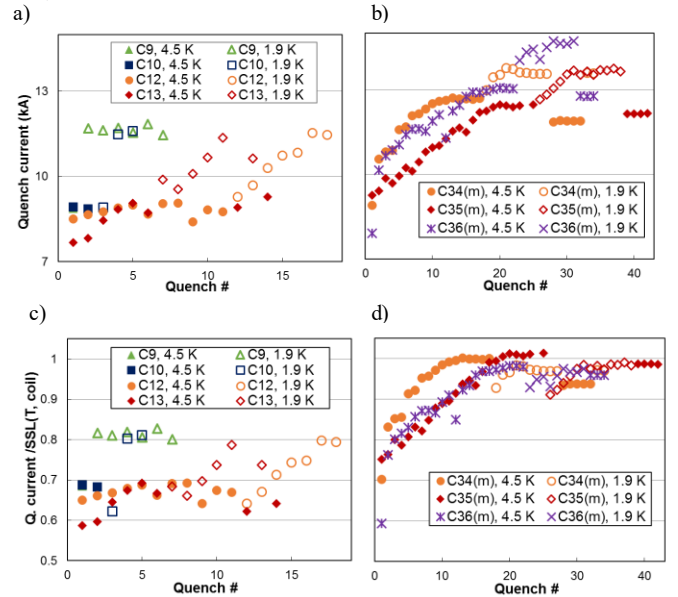 a)
b)
C9, 4.5 K C9, 1.9 K
C10, 4.5 K C10, 1.9 K
C12, 4.5 K C12, 1.9 K
C13, 4.5 K C13, 1.9 K
Quench current (kA)
13
11
9
7
0 5 10 15
Quench #
C34(m), 4.5 K C34(m), 1.9 K
C35(m), 4.5 K C35(m), 1.9 K
C36(m), 4.5 K C36(m), 1.9 K
0 10 20 30 40
Quench #
c)
d)
C9, 4.5 K C9, 1.9 K
C10, 4.5 K C10, 1.9 K
C12, 4.5 K C12, 1.9 K
C13, 4.5 K C13, 1.9 K
Q. current /SSL(T, coil)
1
0.9
0.8
0.7
0.6
0.5
0 5 10 15
Quench #
C34(m), 4.5 K C34(m), 1.9 K
C35(m), 4.5 K C35(m), 1.9 K
C36(m), 4.5 K C36(m), 1.9 K
0 10 20 30 40
Quench #